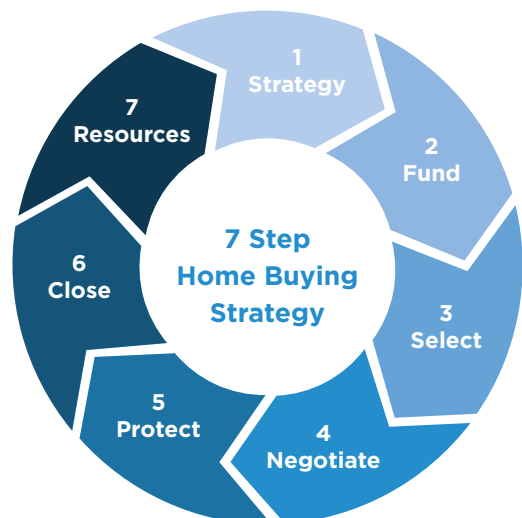 7 Step
Home Buying
Strategy
1
Strategy
2
Fund
3
Select
4
Negotiate
5
Protect
6
Close
7
Resources